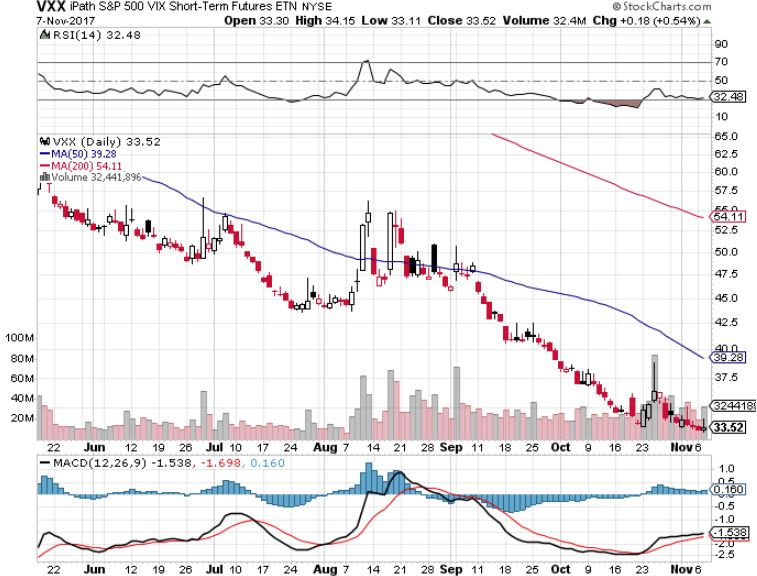 VXX iPath S&P 500 VIX Short-Term Futures ETN NYSE © StockCharts.com
7-Nov-2017 Open 33.30 High 34.15 Low 33.11 Close 33.52 Volume 32.4M Chg +0.18 (+0.54%)
RSI(14) 32.48
90
70
50
32.48
10
VXX (Daily) 33.52
MA(50) 39.28
MA(200) 54.11
Volume 32,441,896
65.0
62.5
60.0
57.5
54.11
52.5
50.0
47.5
45.0
42.5
40.0
39.28
37.5
33.52
100M
80M
60M
40M
20M
22 Jun 12 19 26 Jul 10 17 24 Aug 7 14 21 28 Sep 11 18 25 Oct 9 16 23 Nov 6
MACD(12,26,9) -1.538, -1.698, 0.160
1.0
0.5
0.160
-0.5
-1.0
-1.538
-2.0
-2.5
22 Jun 12 19 26 Jul 10 17 24 Aug 7 14 21 28 Sep 11 18 25 Oct 9 16 23 Nov 6